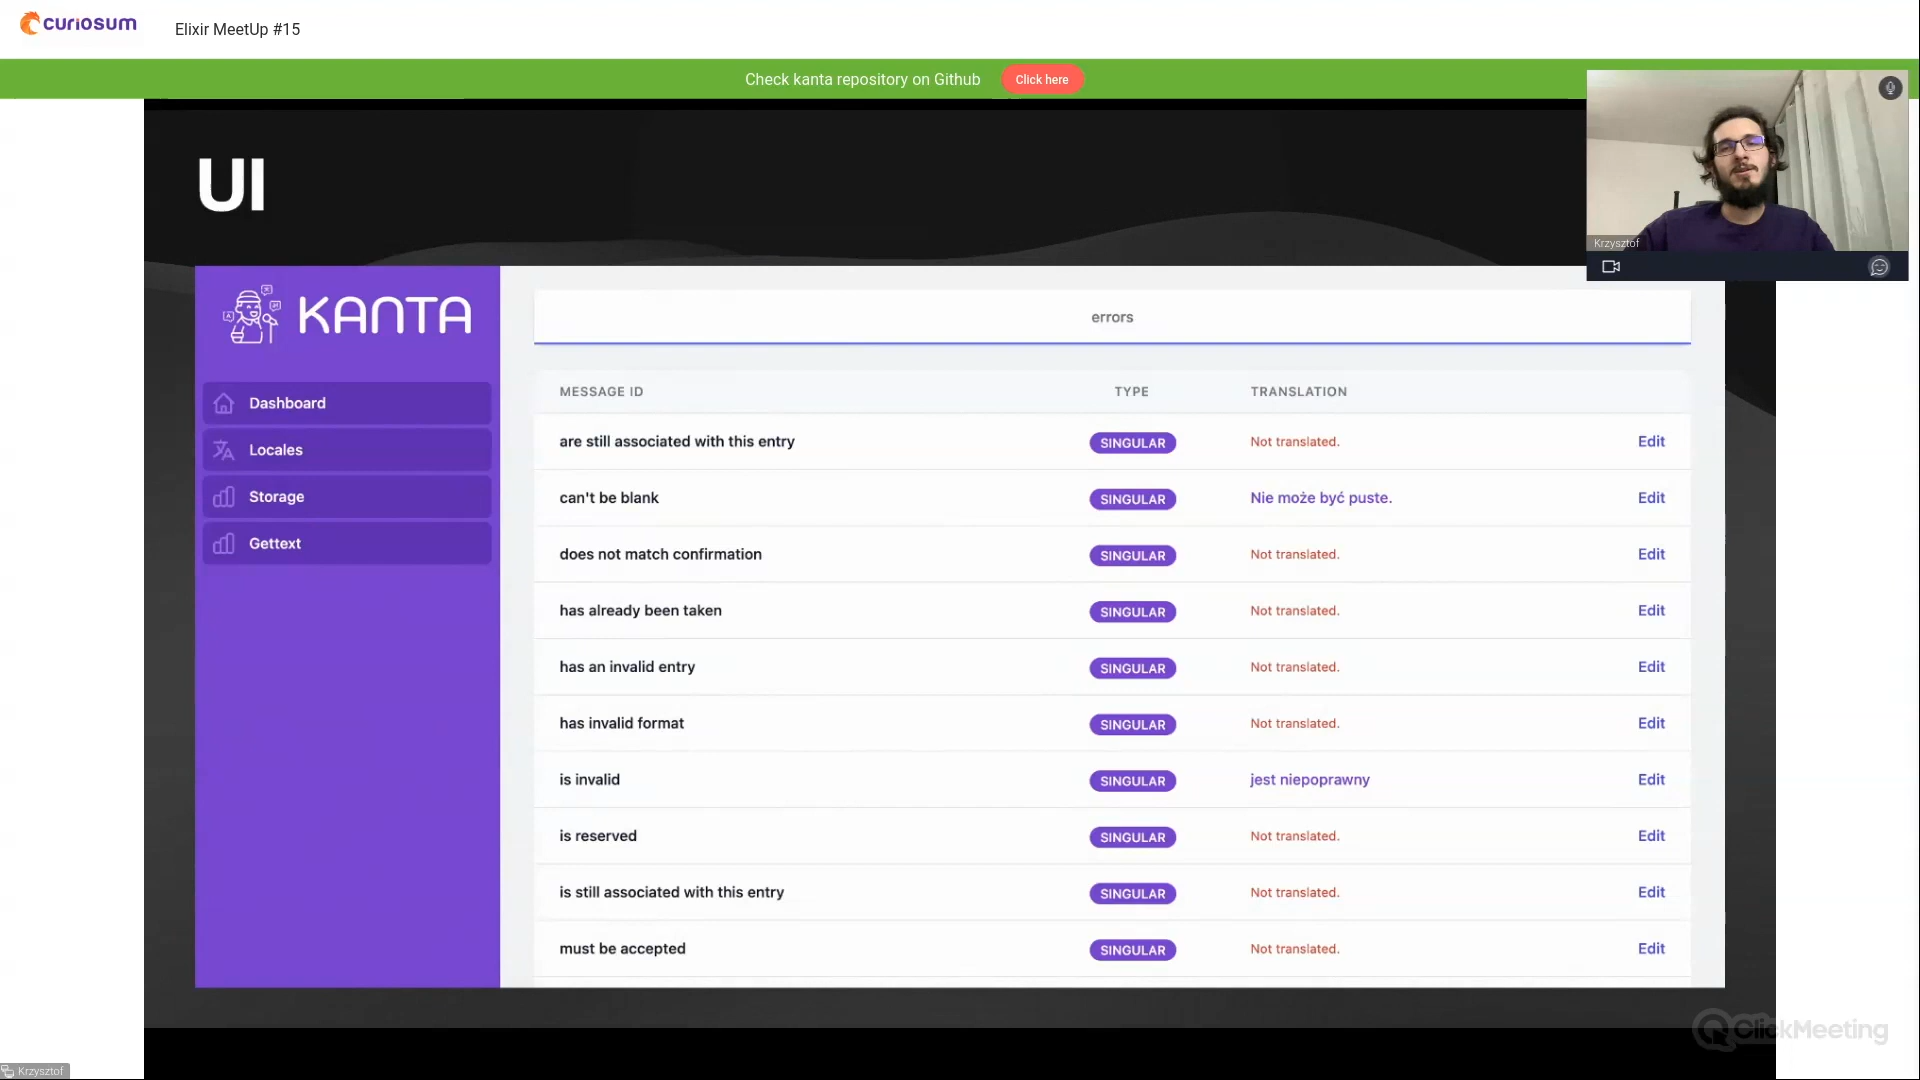 curiosum
Elixir MeetUp #15
Check kanta repository on Github
Click here
UI
Krzysztof
KANTA
Dashboard
Locales
Storage
Gettext
errors
MESSAGE ID TYPE TRANSLATION
are still associated with this entry SINGULAR Not translated. Edit
can't be blank SINGULAR Nie może być puste. Edit
does not match confirmation SINGULAR Not translated. Edit
has already been taken SINGULAR Not translated. Edit
has an invalid entry SINGULAR Not translated. Edit
has invalid format SINGULAR Not translated. Edit
is invalid SINGULAR jest niepoprawny Edit
is reserved SINGULAR Not translated. Edit
is still associated with this entry SINGULAR Not translated. Edit
must be accepted SINGULAR Not translated. Edit
ClickMeeting
Krzysztof